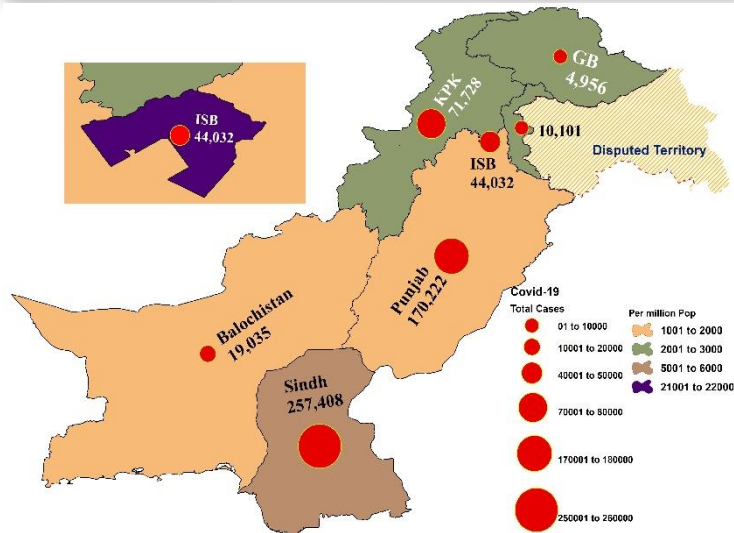 ISB
44,032
KPK
71,728
GB
4,956
10,101
Disputed Territory
ISB
44,032
Punjab
170,222
Balochistan
19,035
Sindh
257,408
Covid-19
Total Cases
01 to 10000
10001 to 20000
40001 to 50000
70001 to 80000
170001 to 180000
250001 to 260000
Per million Pop
1001 to 2000
2001 to 3000
5001 to 6000
21001 to 22000